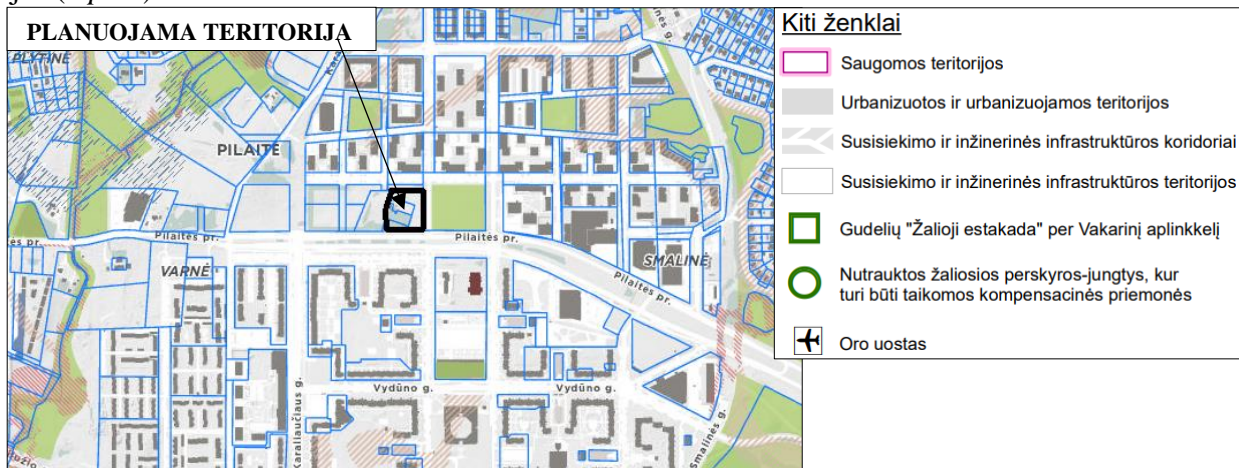 PLANUOJAMA TERITORIJA
PLYTINĖ
PILAITĖ
Pilaitės pr.
Pilaitės pr.
VARNĖ
SMALINĖ
Pilaitės pr.
Vydūno g.
Vydūno g.
Karaliaučiaus g.
Smalinės g.
Kiti ženklai
Saugomos teritorijos
Urbanizuotos ir urbanizuojamos teritorijos
Susisiekimo ir inžinerinės infrastruktūros koridoriai
Susisiekimo ir inžinerinės infrastruktūros teritorijos
Gudelių "Žalioji estakada" per Vakarinį aplinkkelį
Nutrauktos žaliosios perskyros-jungtys, kur
turi būti taikomos kompensacinės priemonės
Oro uostas